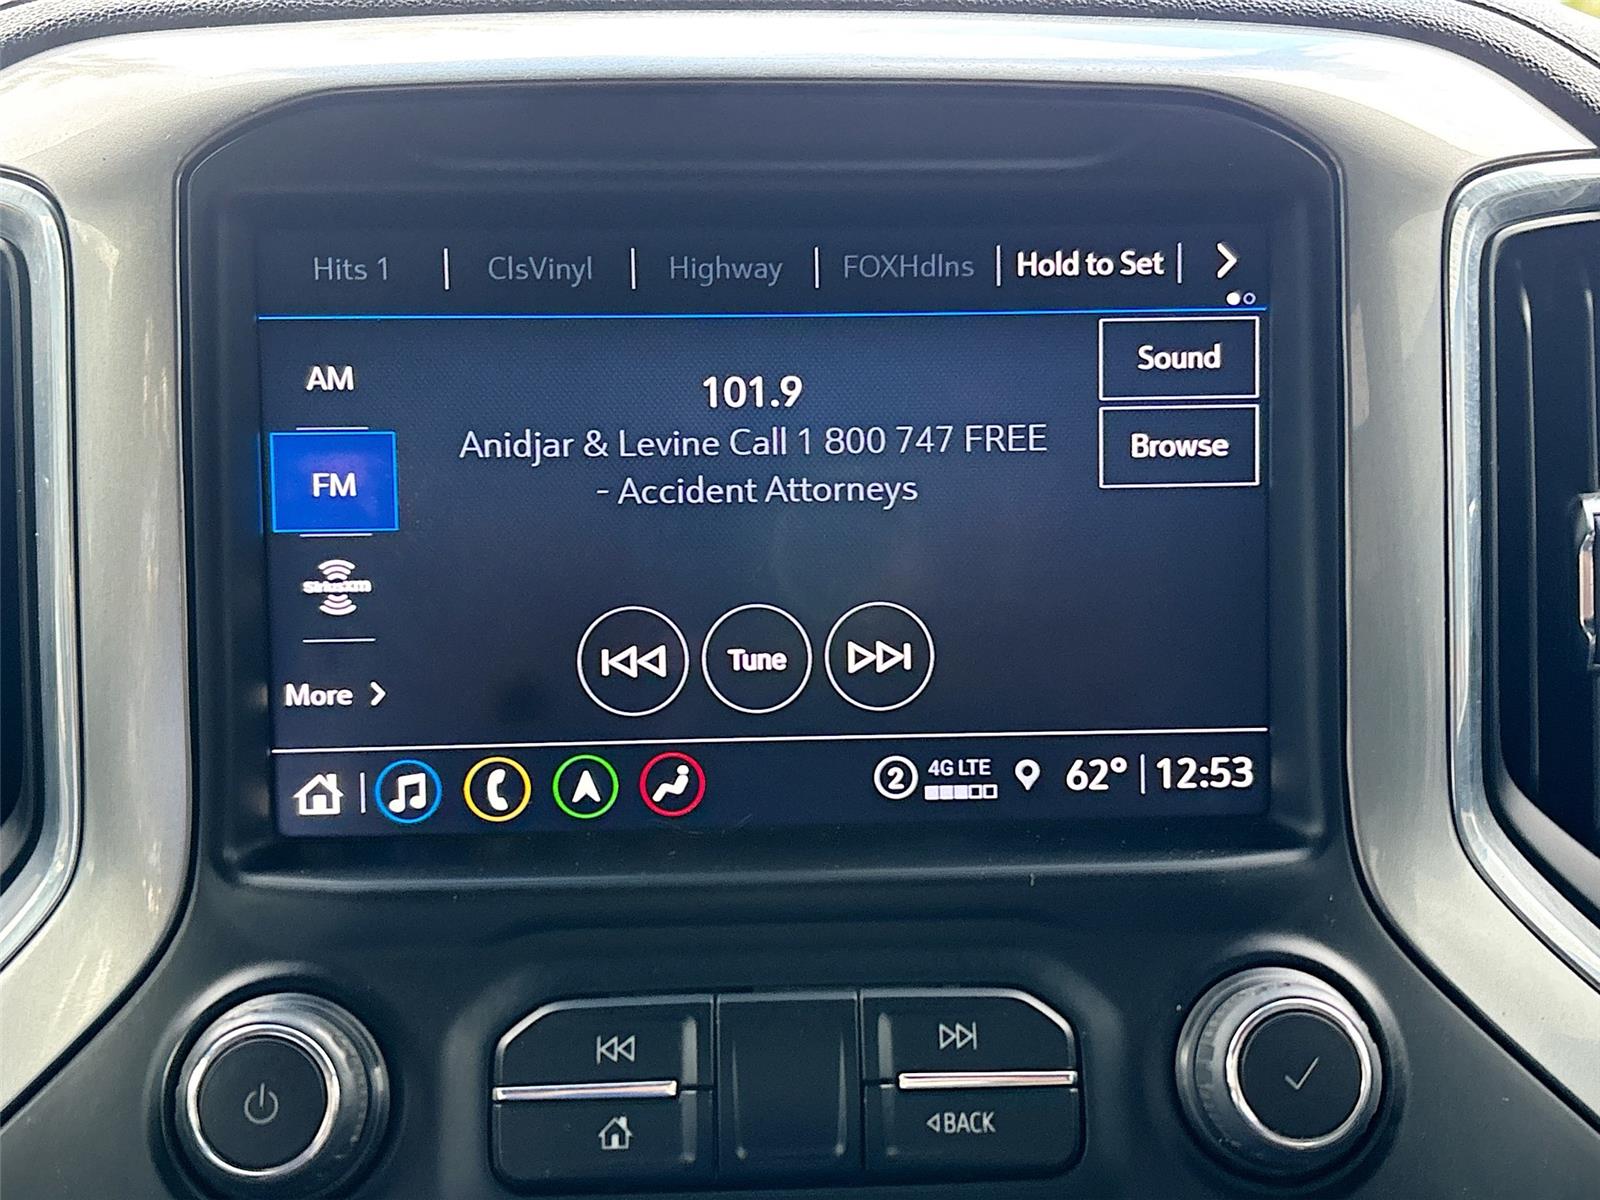 Hits 1 | ClsVinyl | Highway | FOXHdlns | Hold to Set |
AM
101.9
Sound
Anidjar & Levine Call 1 800 747 FREE
Browse
FM
- Accident Attorneys
SiriusXM
Tune
More
2 4G LTE 62° | 12:53
BACK